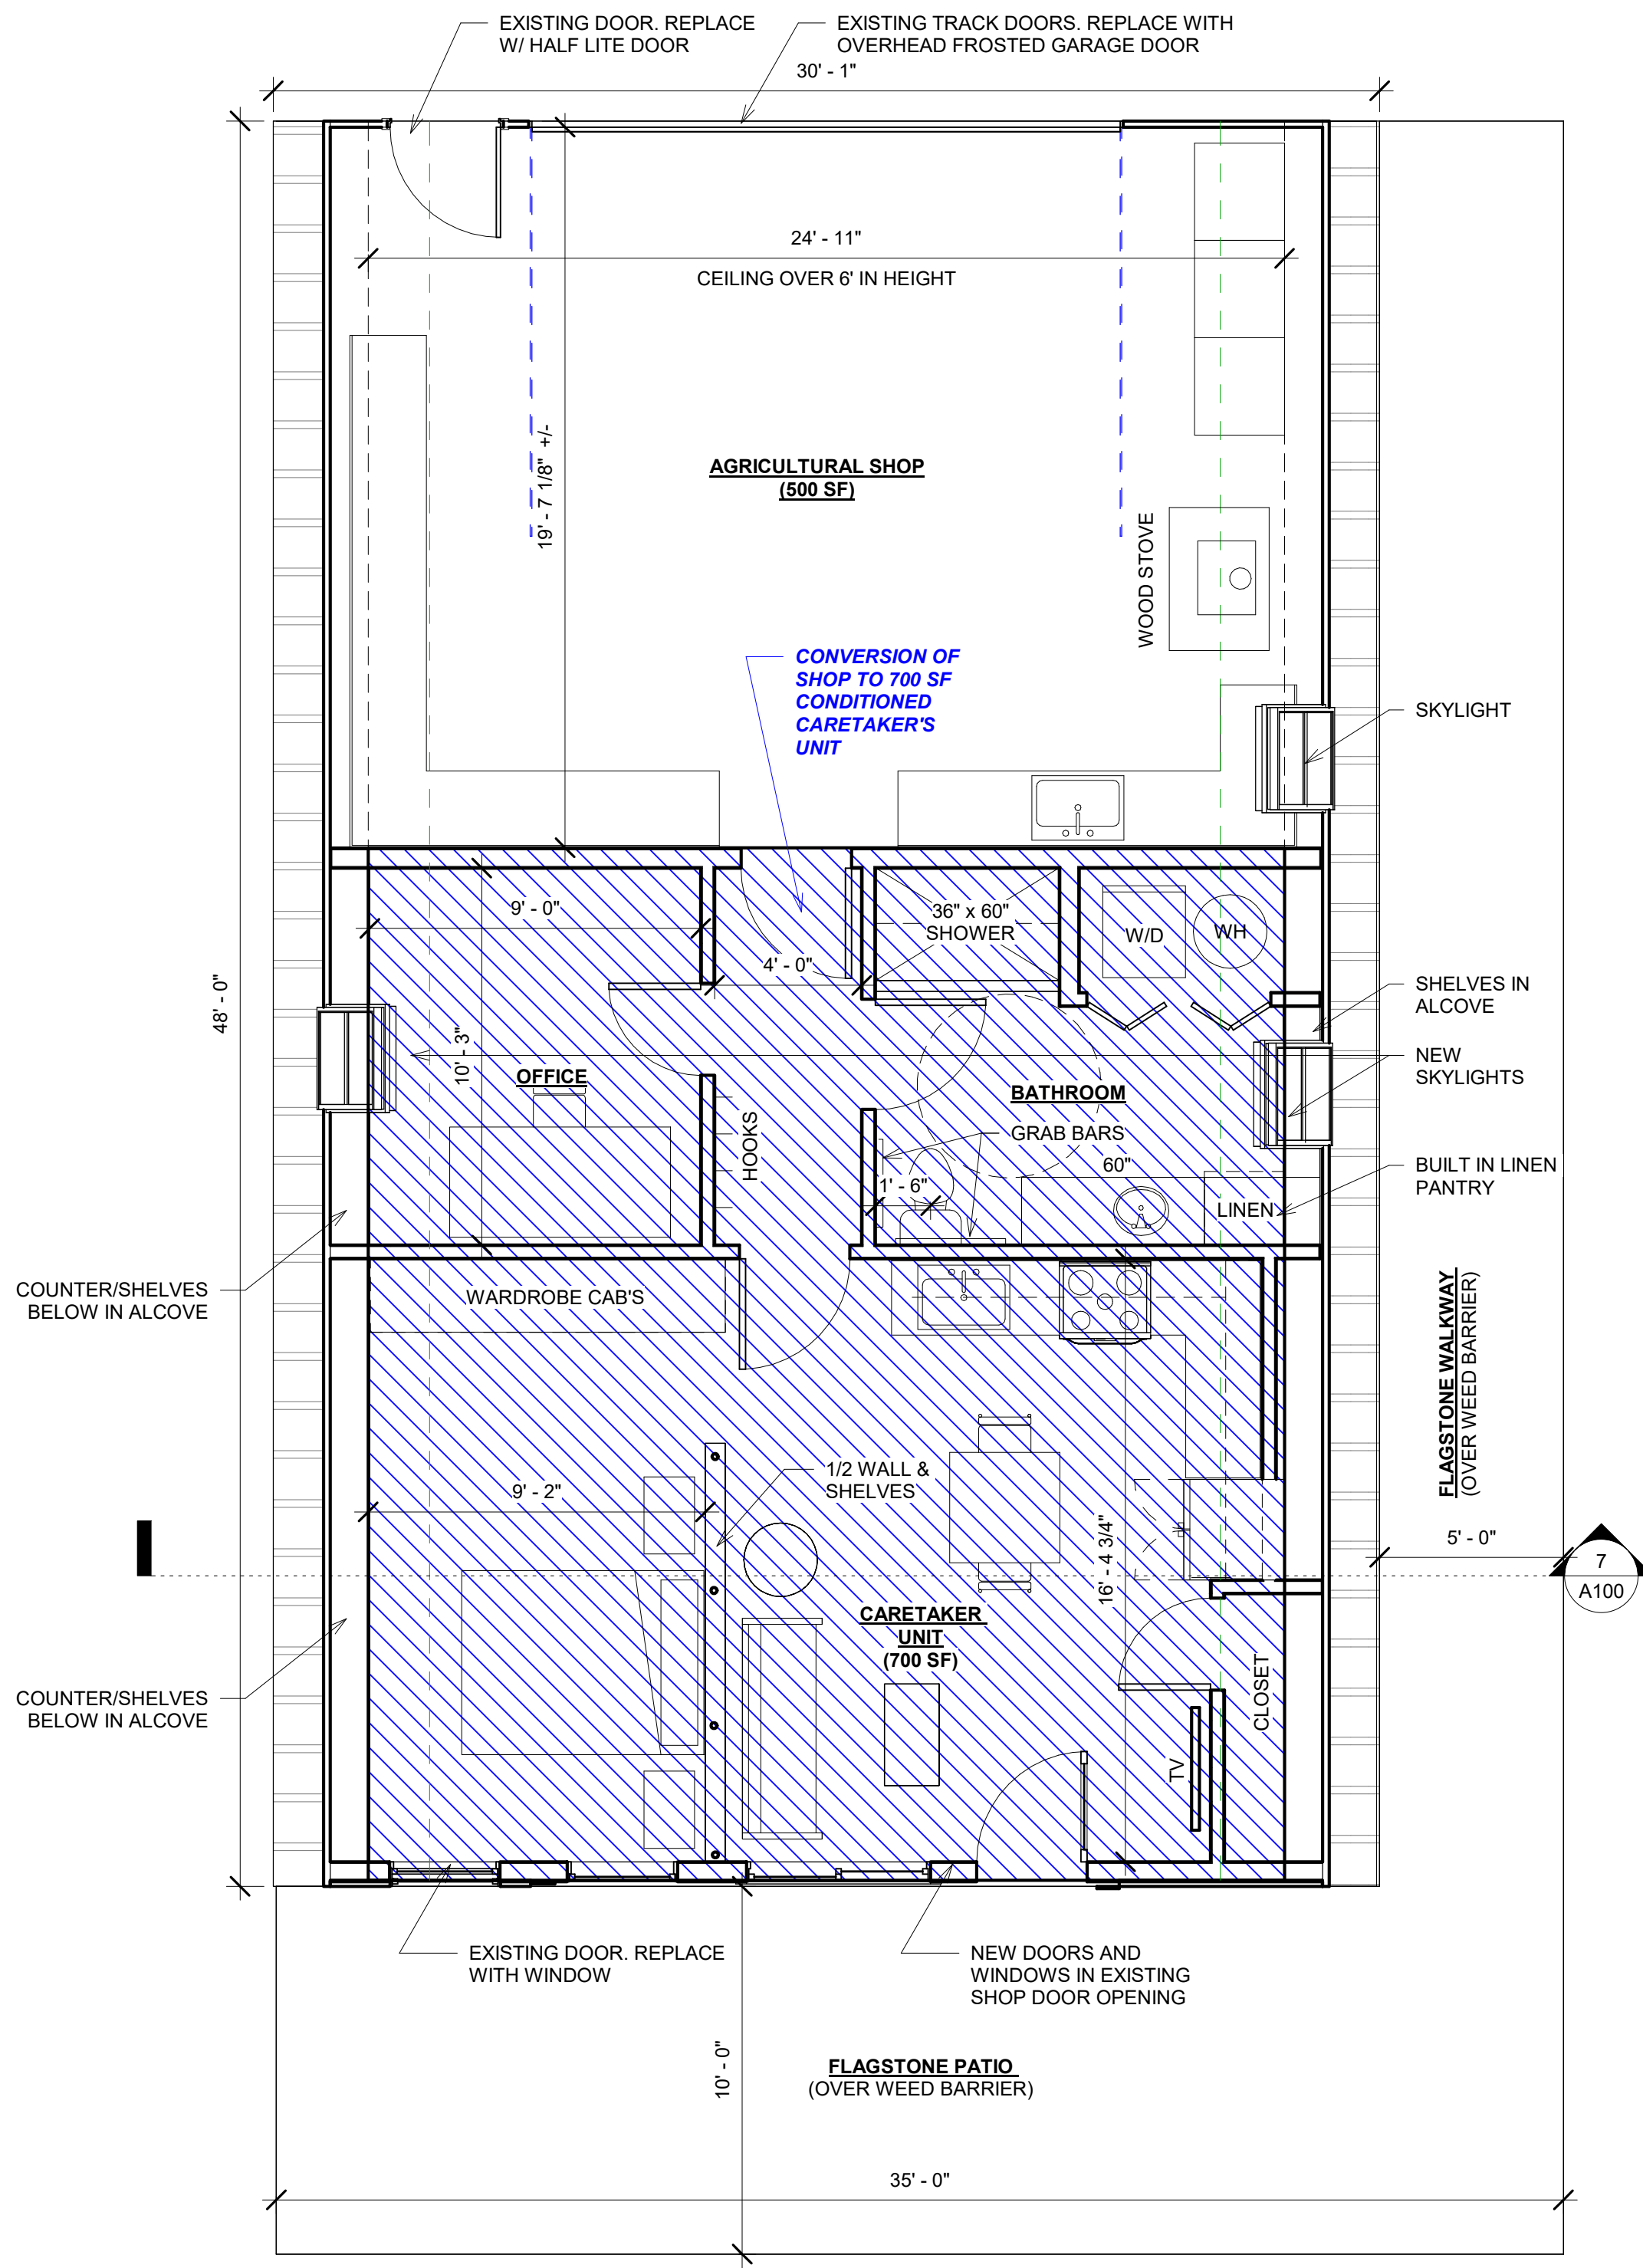 EXISTING DOOR. REPLACE
W/ HALF LITE DOOR
EXISTING TRACK DOORS. REPLACE WITH
OVERHEAD FROSTED GARAGE DOOR
30' - 1"
24' - 11"
CEILING OVER 6' IN HEIGHT
19' - 7 1/8" +/-
AGRICULTURAL SHOP
(500 SF)
WOOD STOVE
CONVERSION OF
SHOP TO 700 SF
CONDITIONED
CARETAKER'S
UNIT
SKYLIGHT
48' - 0"
9' - 0"
4' - 0"
36" x 60"
SHOWER
W/D
WH
SHELVES IN
ALCOVE
NEW
SKYLIGHTS
10' - 3"
OFFICE
HOOKS
BATHROOM
GRAB BARS
60"
1' - 6"
LINEN
BUILT IN LINEN
PANTRY
COUNTER/SHELVES
BELOW IN ALCOVE
WARDROBE CAB'S
FLAGSTONE WALKWAY
(OVER WEED BARRIER)
1/2 WALL &
SHELVES
9' - 2"
16' - 4 3/4"
5' - 0"
7
A100
CARETAKER
UNIT
(700 SF)
CLOSET
TV
COUNTER/SHELVES
BELOW IN ALCOVE
EXISTING DOOR. REPLACE
WITH WINDOW
NEW DOORS AND
WINDOWS IN EXISTING
SHOP DOOR OPENING
10' - 0"
FLAGSTONE PATIO
(OVER WEED BARRIER)
35' - 0"